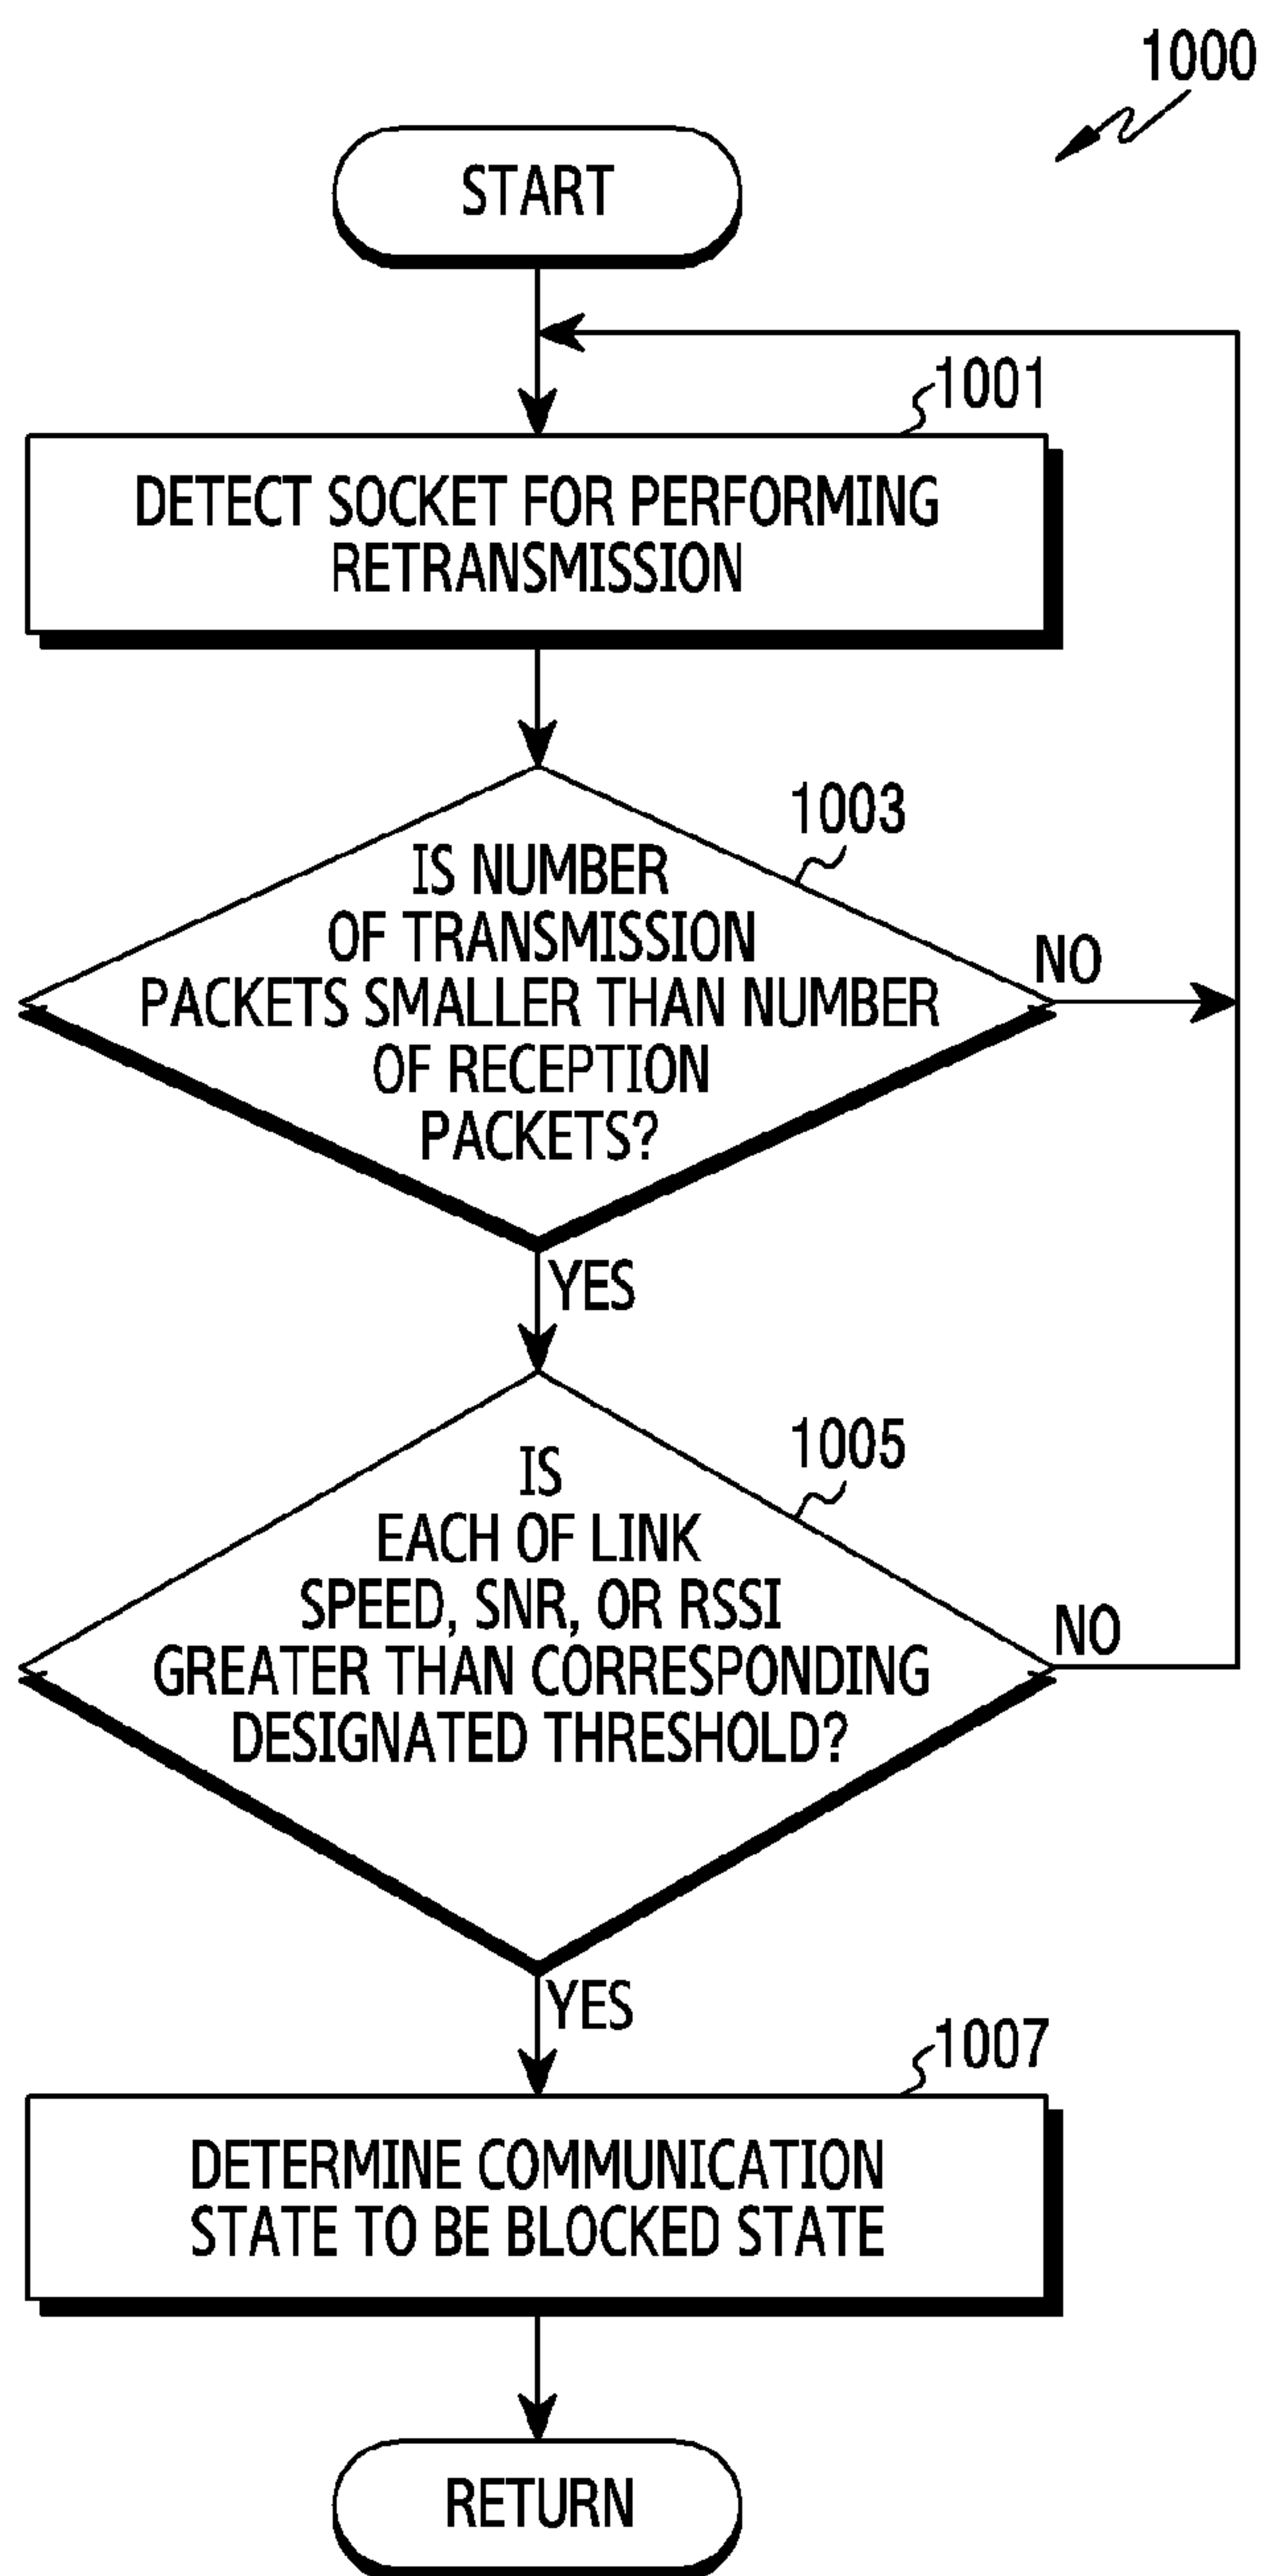 1000
START
1001
DETECT SOCKET FOR PERFORMING
RETRANSMISSION
1003
IS NUMBER
OF TRANSMISSION
PACKETS SMALLER THAN NUMBER
OF RECEPTION
PACKETS?
NO
YES
1005
IS
EACH OF LINK
SPEED, SNR, OR RSSI
GREATER THAN CORRESPONDING
DESIGNATED THRESHOLD?
NO
YES
1007
DETERMINE COMMUNICATION
STATE TO BE BLOCKED STATE
RETURN